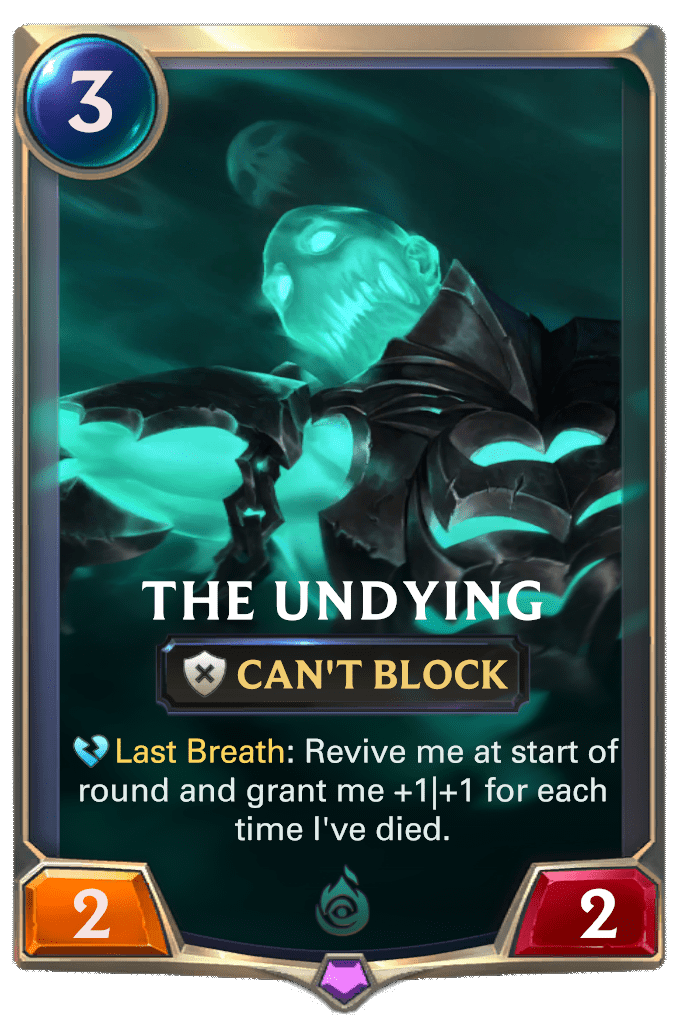 3
THE UNDYING
CAN'T BLOCK
Last Breath: Revive me at start of
round and grant me +1|+1 for each
time I've died.
2
2